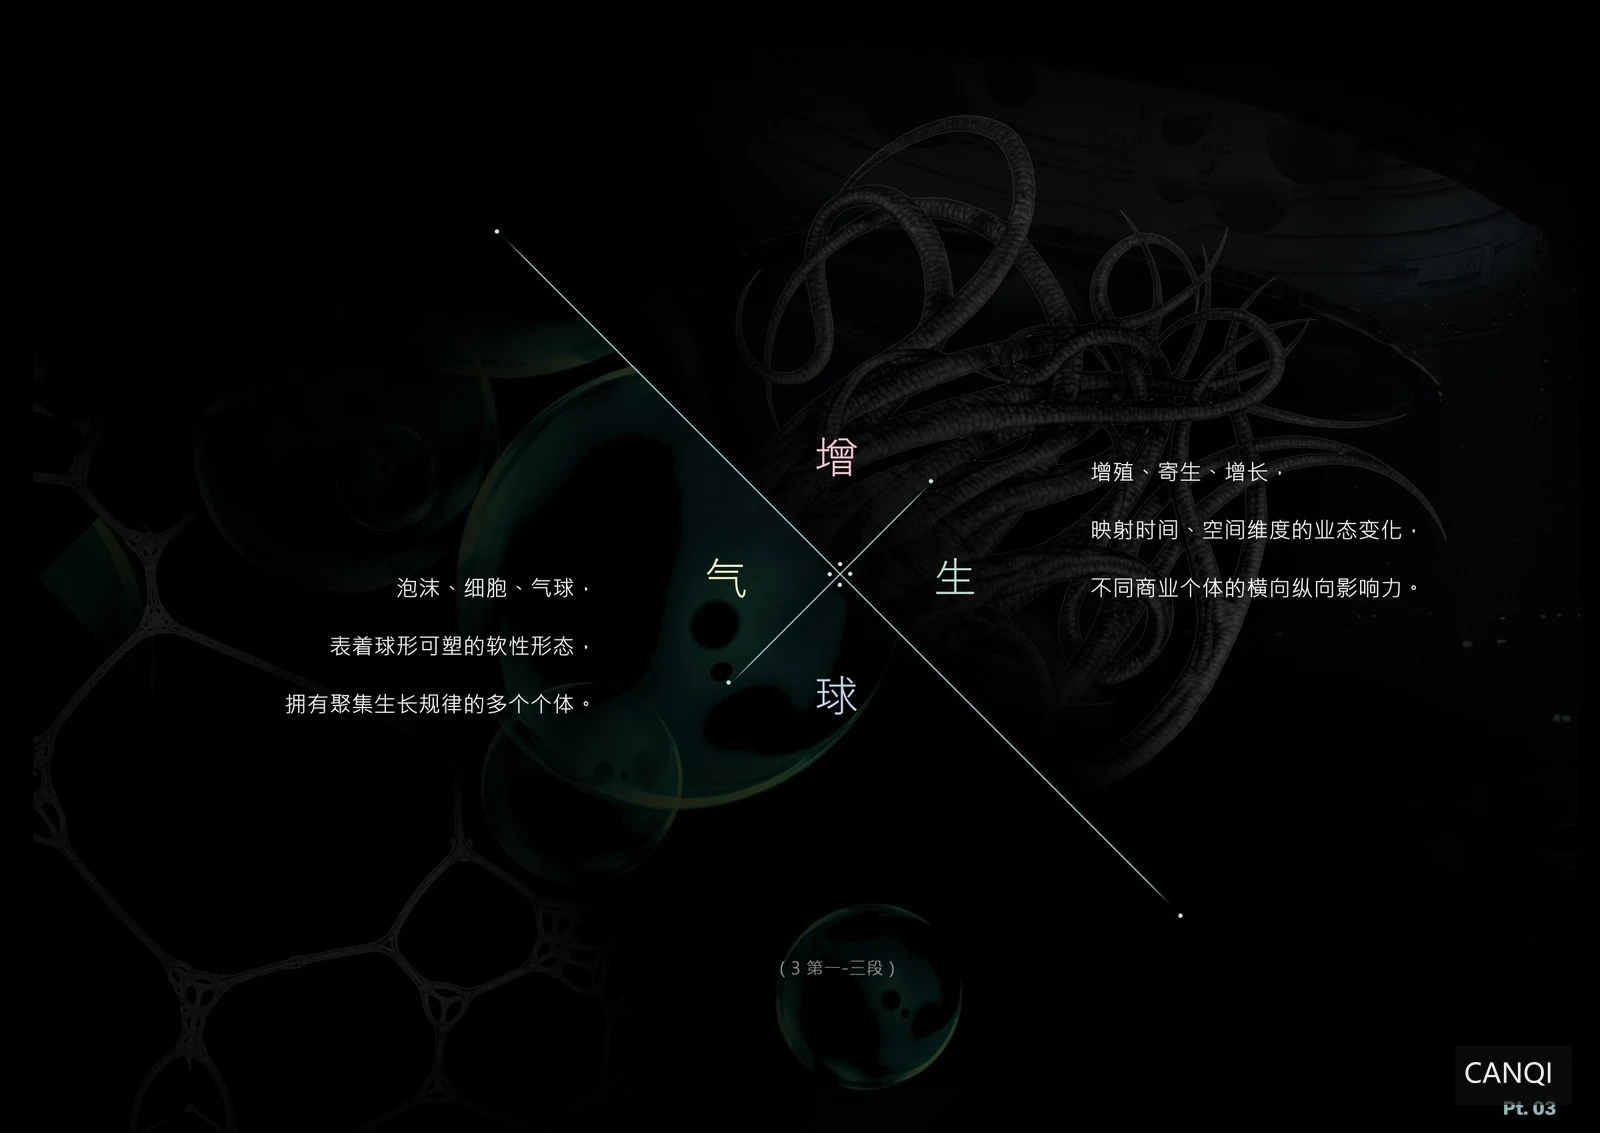 增
气 生
球
增殖、寄生、增长，
映射时间、空间维度的业态变化，
不同商业个体的横向纵向影响力。
泡沫、细胞、气球，
表着球形可塑的软性形态，
拥有聚集生长规律的多个个体。
( 3 第一-三段 )
CANQI
Pt. 03